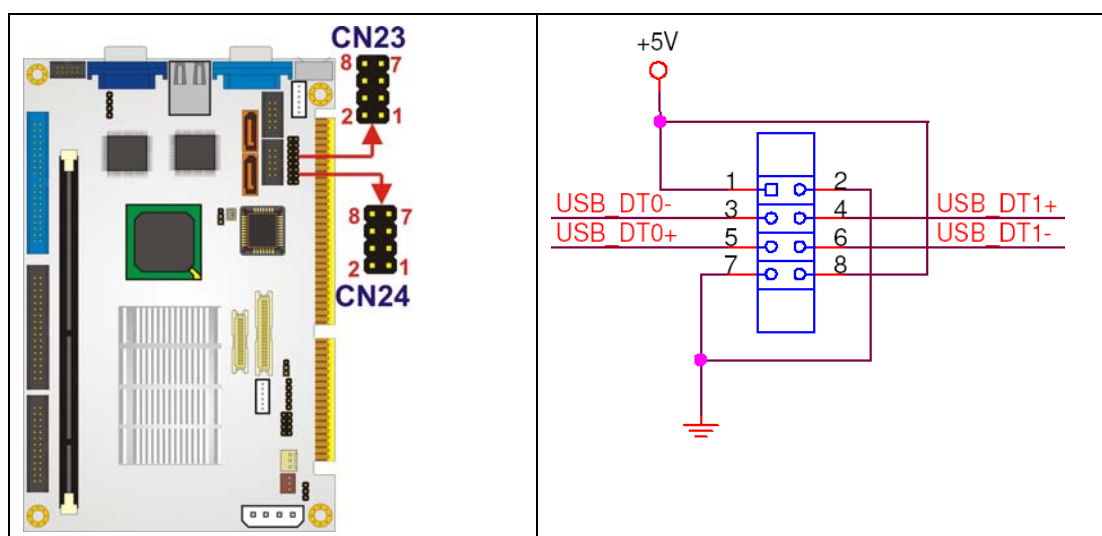 CN23
8 7
2 1
8 7
2 1
CN24
+5V
1 2
USB_DT0- 3 4 USB_DT1+
USB_DT0+ 5 6 USB_DT1-
7 8